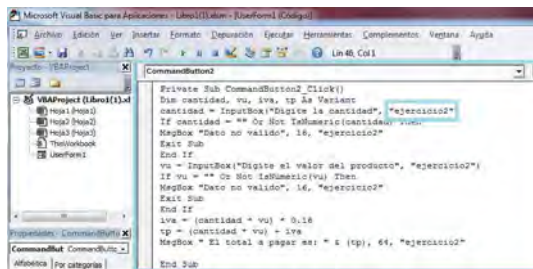 Microsoft Visual Basic para Aplicaciones - Libro1(1).xlsm - [UserForm1 (Código)]
Archivo Edición Ver Insertar Formato Depuración Ejecutar Herramientas Complementos Ventana Ayuda
Lin 48, Col 1
Proyecto - VBAProject
CommandButton2
VBAProject (Libro1(1).xl
Hoja1 (Hoja1)
Hoja2 (Hoja2)
Hoja3 (Hoja3)
ThisWorkbook
UserForm1
Propiedades - CommandButto
CommandBut CommandButto
Alfabética Por categorías
Private Sub CommandButton2_Click()
Dim cantidad, vu, iva, tp As Variant
cantidad = InputBox("Digite la cantidad", "ejercicio2"
If cantidad = "" Or Not IsNumeric(cantidad) Then
MsgBox "Dato no valido", 16, "ejercicio2"
Exit Sub
End If
vu = InputBox("Digite el valor del producto", "ejercicio2")
If vu = "" Or Not IsNumeric(vu) Then
MsgBox "Dato no valido", 16, "ejercicio2"
Exit Sub
End If
iva = (cantidad * vu) * 0.16
tp = (cantidad * vu) + iva
MsgBox " El total a pagar es: " & (tp), 64, "ejercicio2"
End Sub